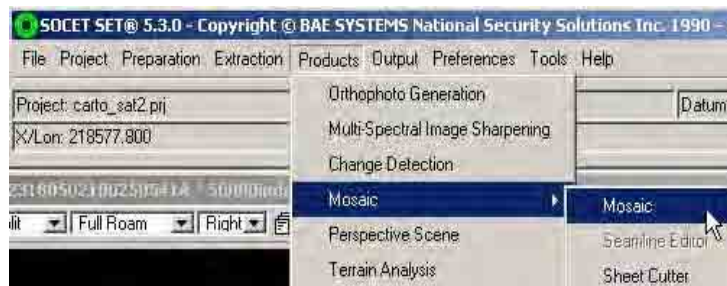 SOCET SET® 5.3.0 - Copyright © BAE SYSTEMS National Security Solutions Inc. 1990 -
File Project Preparation Extraction Products Output Preferences Tools Help
Project: carto_sat2.prj
Datum
X/Lon: 218577.800
Orthophoto Generation
Multi-Spectral Image Sharpening
Change Detection
Mosaic
Perspective Scene
Terrain Analysis
Full Roam Right
Mosaic
Seamline Editor
Sheet Cutter